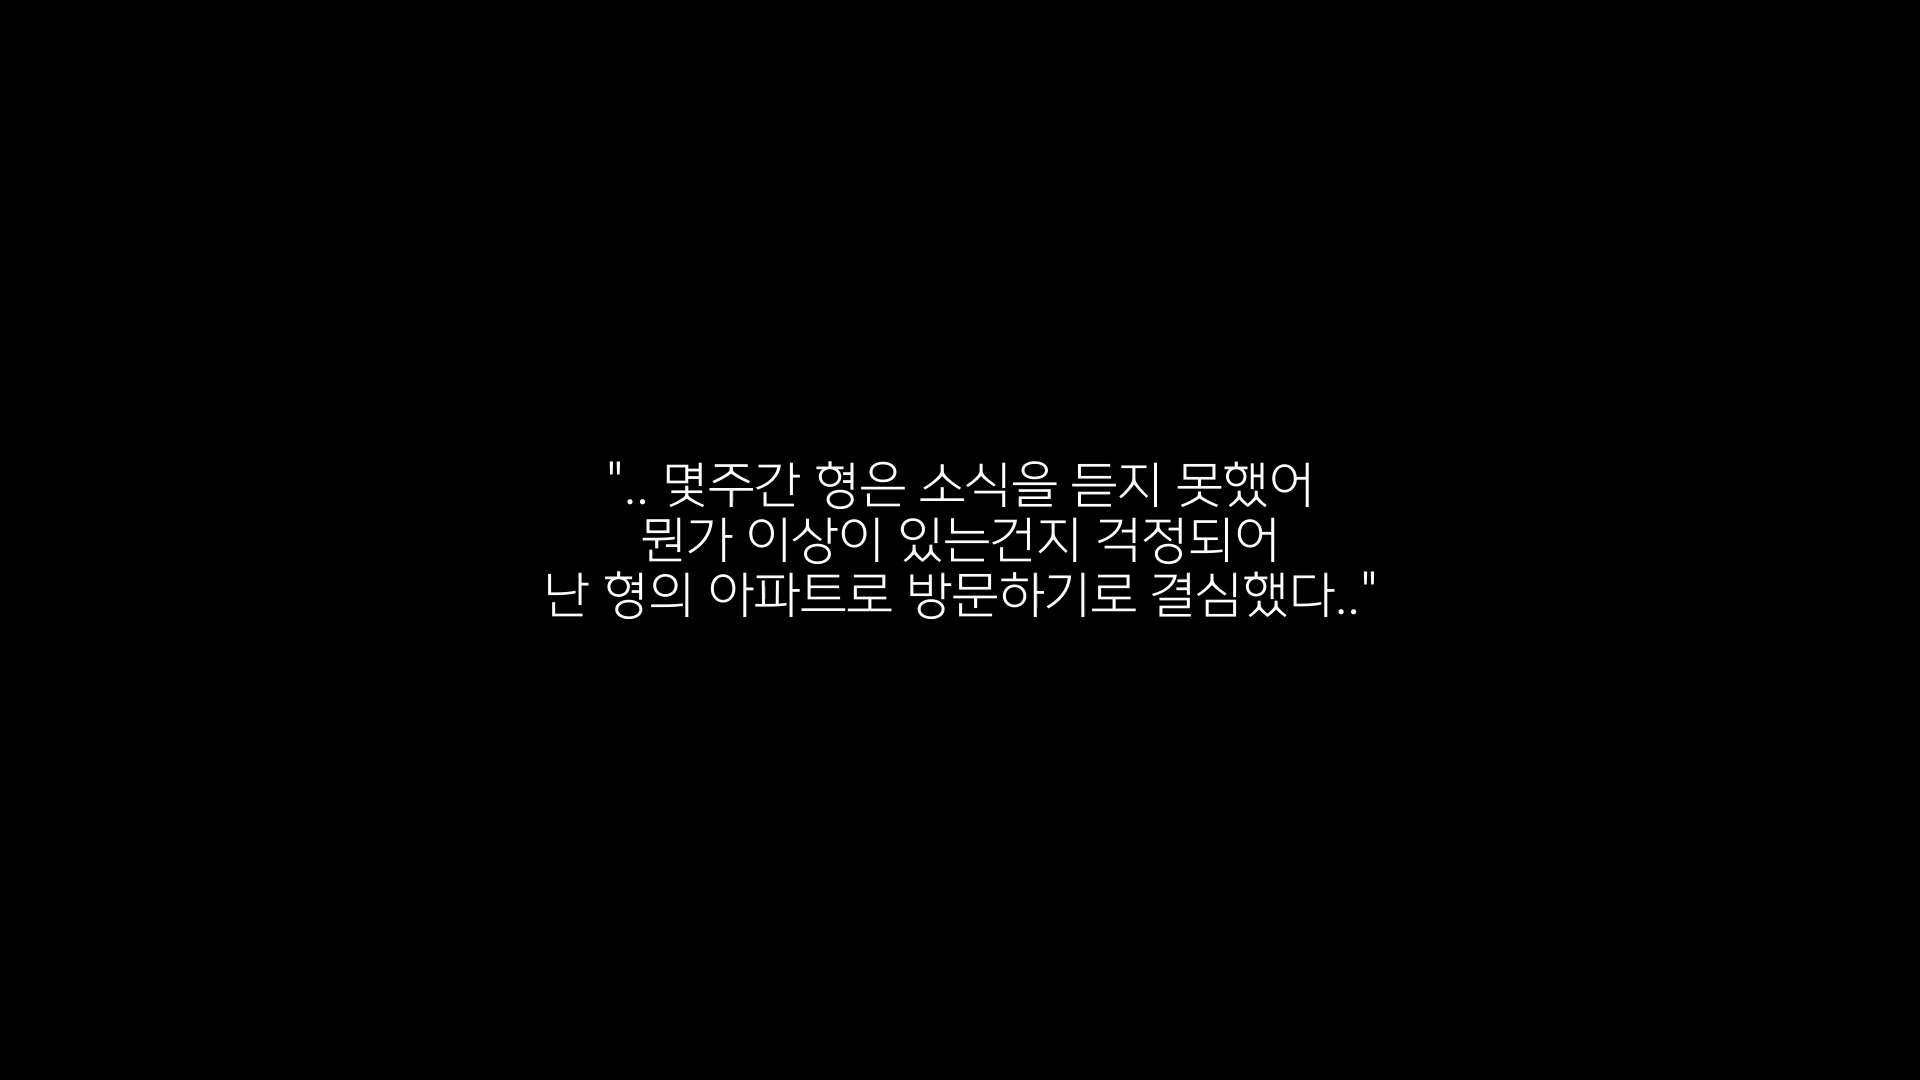 "..몇주간 형은 소식을 듣지 못했어
뭔가 이상이 있는건지 걱정되어
난 형의 아파트로 방문하기로 결심했다.."